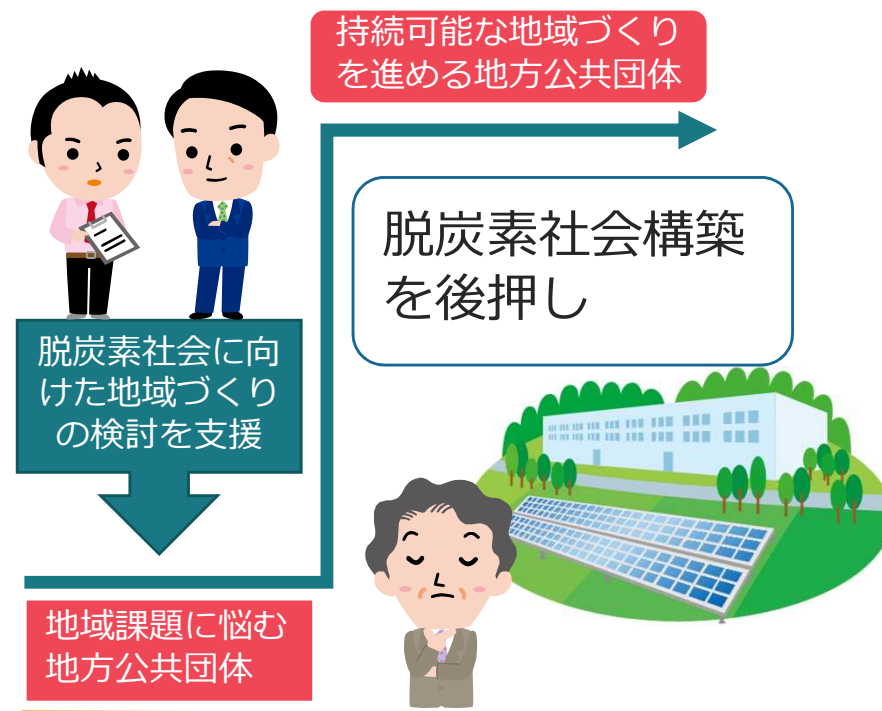 持続可能な地域づくり
を進める地方公共団体
脱炭素社会構築
を後押し
脱炭素社会に向
けた地域づくり
の検討を支援
地域課題に悩む
地方公共団体